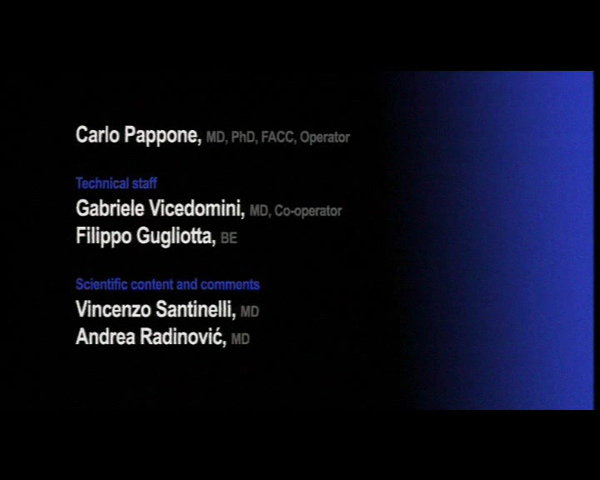 Carlo Pappone, MD, PhD, FACC, Operator
Technical staff
Gabriele Vicedomini, MD, Co-operator
Filippo Gugliotta, BE
Scientific content and comments
Vincenzo Santinelli, MD
Andrea Radinović, MD